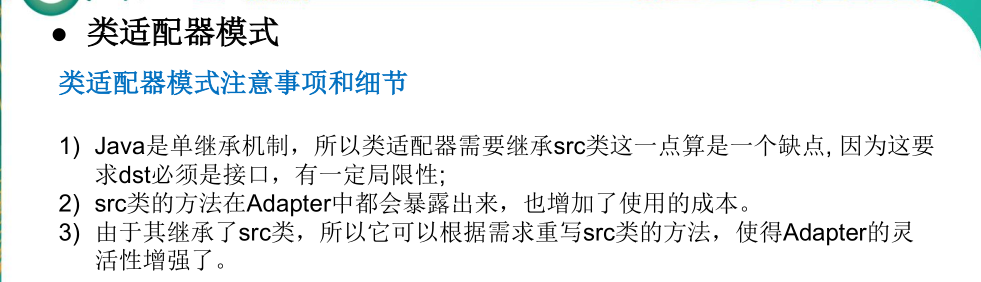 ● 类适配器模式
类适配器模式注意事项和细节
1) Java是单继承机制，所以类适配器需要继承src类这一点算是一个缺点, 因为这要
求dst必须是接口，有一定局限性;
2) src类的方法在Adapter中都会暴露出来，也增加了使用的成本。
3) 由于其继承了src类，所以它可以根据需求重写src类的方法，使得Adapter的灵
活性增强了。